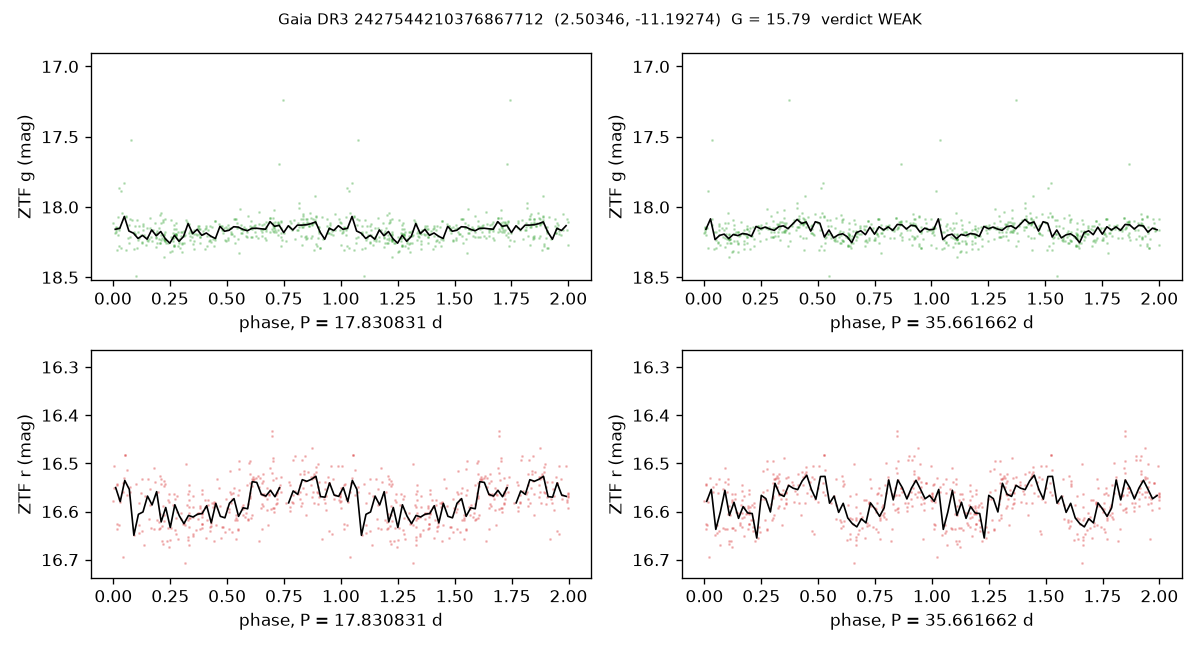 Gaia DR3 2427544210376867712  (2.50346, -11.19274)  G = 15.79  verdict WEAK
ZTF g (mag)
17.0
17.5
18.0
18.5
0.00 0.25 0.50 0.75 1.00 1.25 1.50 1.75 2.00
phase, P = 17.830831 d
ZTF g (mag)
17.0
17.5
18.0
18.5
0.00 0.25 0.50 0.75 1.00 1.25 1.50 1.75 2.00
phase, P = 35.661662 d
ZTF r (mag)
16.3
16.4
16.5
16.6
16.7
0.00 0.25 0.50 0.75 1.00 1.25 1.50 1.75 2.00
phase, P = 17.830831 d
ZTF r (mag)
16.3
16.4
16.5
16.6
16.7
0.00 0.25 0.50 0.75 1.00 1.25 1.50 1.75 2.00
phase, P = 35.661662 d